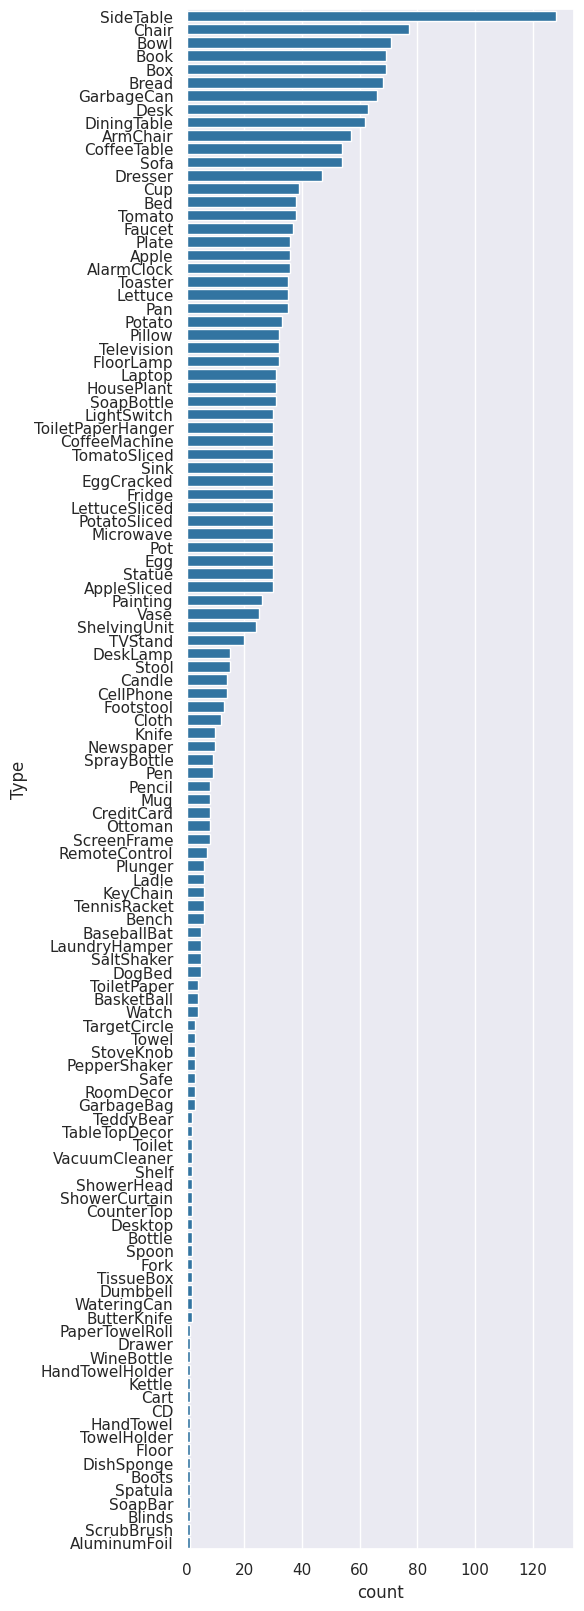 SideTable
Chair
Bowl
Book
Box
Bread
GarbageCan
Desk
DiningTable
ArmChair
CoffeeTable
Sofa
Dresser
Cup
Bed
Tomato
Faucet
Plate
Apple
AlarmClock
Toaster
Lettuce
Pan
Potato
Pillow
Television
FloorLamp
Laptop
HousePlant
SoapBottle
LightSwitch
ToiletPaperHanger
CoffeeMachine
TomatoSliced
Sink
EggCracked
Fridge
LettuceSliced
PotatoSliced
Microwave
Pot
Egg
Statue
AppleSliced
Painting
Vase
ShelvingUnit
TVStand
DeskLamp
Stool
Candle
CellPhone
Footstool
Cloth
Knife
Newspaper
SprayBottle
Pen
Pencil
Mug
CreditCard
Ottoman
ScreenFrame
RemoteControl
Plunger
Ladle
KeyChain
TennisRacket
Bench
BaseballBat
LaundryHamper
SaltShaker
DogBed
ToiletPaper
BasketBall
Watch
TargetCircle
Towel
StoveKnob
PepperShaker
Safe
RoomDecor
GarbageBag
TeddyBear
TableTopDecor
Toilet
VacuumCleaner
Shelf
ShowerHead
ShowerCurtain
CounterTop
Desktop
Bottle
Spoon
Fork
TissueBox
Dumbbell
WateringCan
ButterKnife
PaperTowelRoll
Drawer
WineBottle
HandTowelHolder
Kettle
Cart
CD
HandTowel
TowelHolder
Floor
DishSponge
Boots
Spatula
SoapBar
Blinds
ScrubBrush
AluminumFoil
Type
0 20 40 60 80 100 120
count